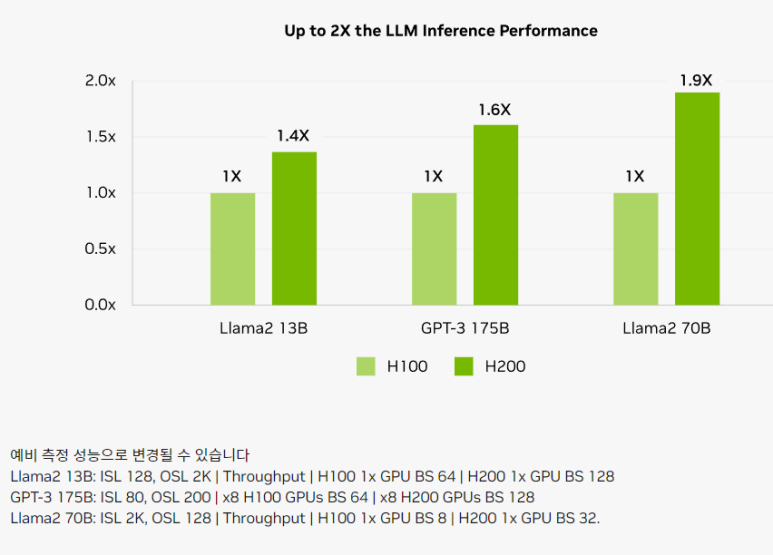 Up to 2X the LLM Inference Performance
2.0x
1.5x
1.0x
0.5x
0.0x
1X
1.4X
1X
1.6X
1X
1.9X
Llama2 13B
GPT-3 175B
Llama2 70B
H100
H200
예비 측정 성능으로 변경될 수 있습니다
Llama2 13B: ISL 128, OSL 2K | Throughput | H100 1x GPU BS 64 | H200 1x GPU BS 128
GPT-3 175B: ISL 80, OSL 200 | x8 H100 GPUs BS 64 | x8 H200 GPUs BS 128
Llama2 70B: ISL 2K, OSL 128 | Throughput | H100 1x GPU BS 8 | H200 1x GPU BS 32.